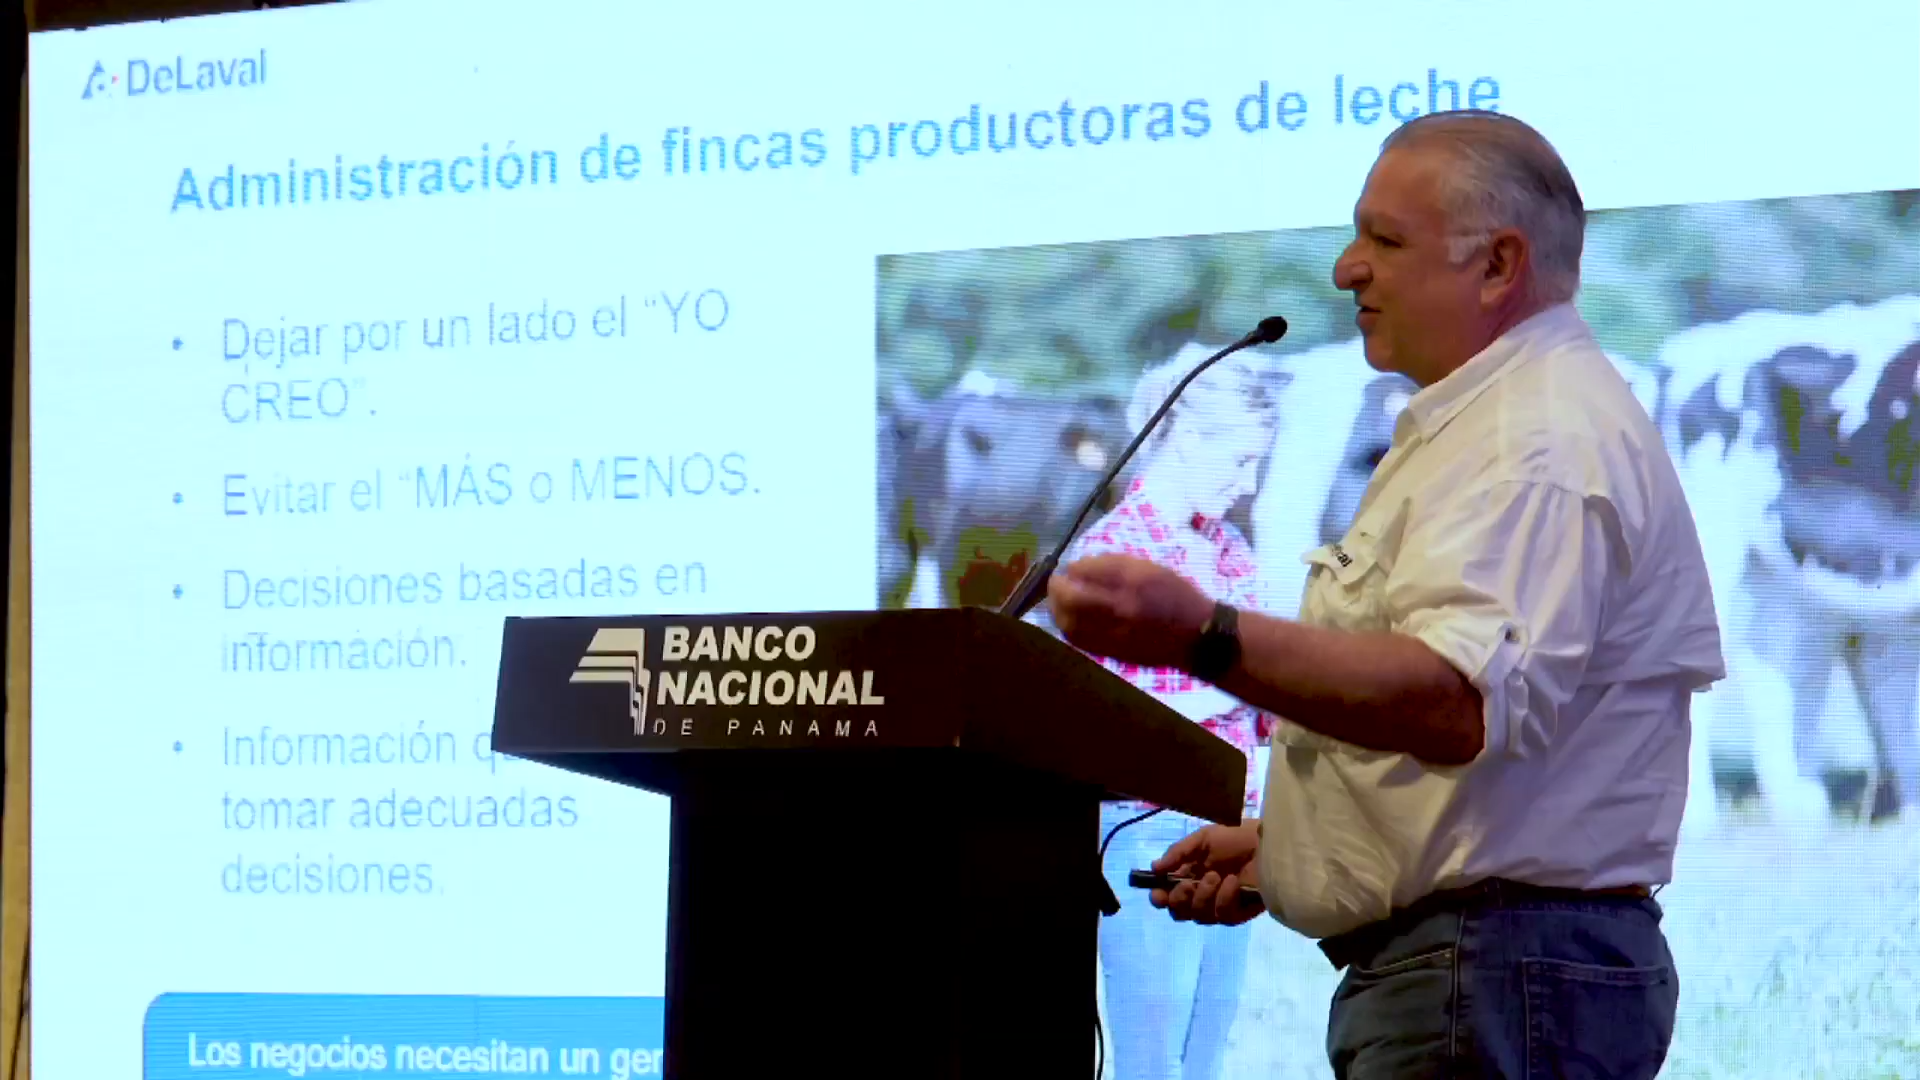 DeLaval
Administración de fincas productoras de leche
• Dejar por un lado el “YO
CREO”.
• Evitar el “MÁS o MENOS.
• Decisiones basadas en
información.
• Información
tomar adecuadas
decisiones.
Los negocios necesitan un
BANCO
NACIONAL
DE PANAMA